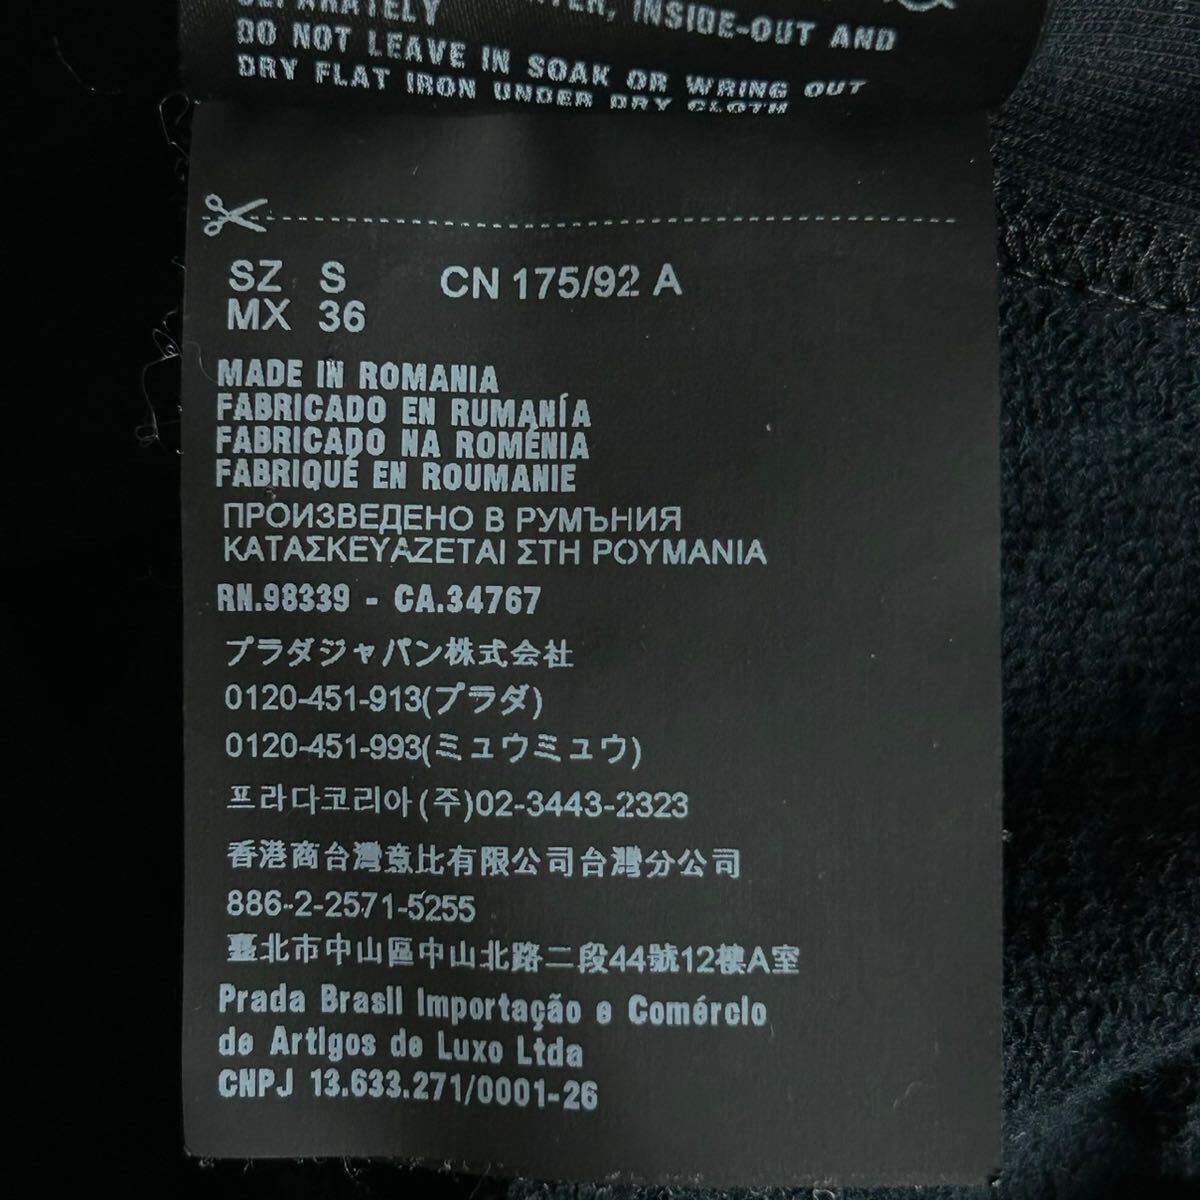 SEPARATELY
INSIDE-OUT AND
DO NOT LEAVE IN SOAK OR WRING OUT
DRY FLAT IRON UNDER DRY CLOTH
SZ S CN 175/92 A
MX 36
MADE IN ROMANIA
FABRICADO EN RUMANÍA
FABRICADO NA ROMÊNIA
FABRIQUÉ EN ROUMANIE
ПРОИЗВЕДЕНО В РУМЪНИЯ
ΚΑΤΑΣΚΕΥΑΖΕΤΑΙ ΣΤΗ ΡΟΥΜΑΝΙΑ
RN.98339 - CA.34767
プラダジャパン株式会社
0120-451-913(プラダ)
0120-451-993(ミュウミュウ)
프라다코리아(주)02-3443-2323
香港商台灣意比有限公司台灣分公司
886-2-2571-5255
臺北市中山區中山北路二段44號12樓A室
Prada Brasil Importação e Comércio
de Artigos de Luxo Ltda
CNPJ 13.633.271/0001-26